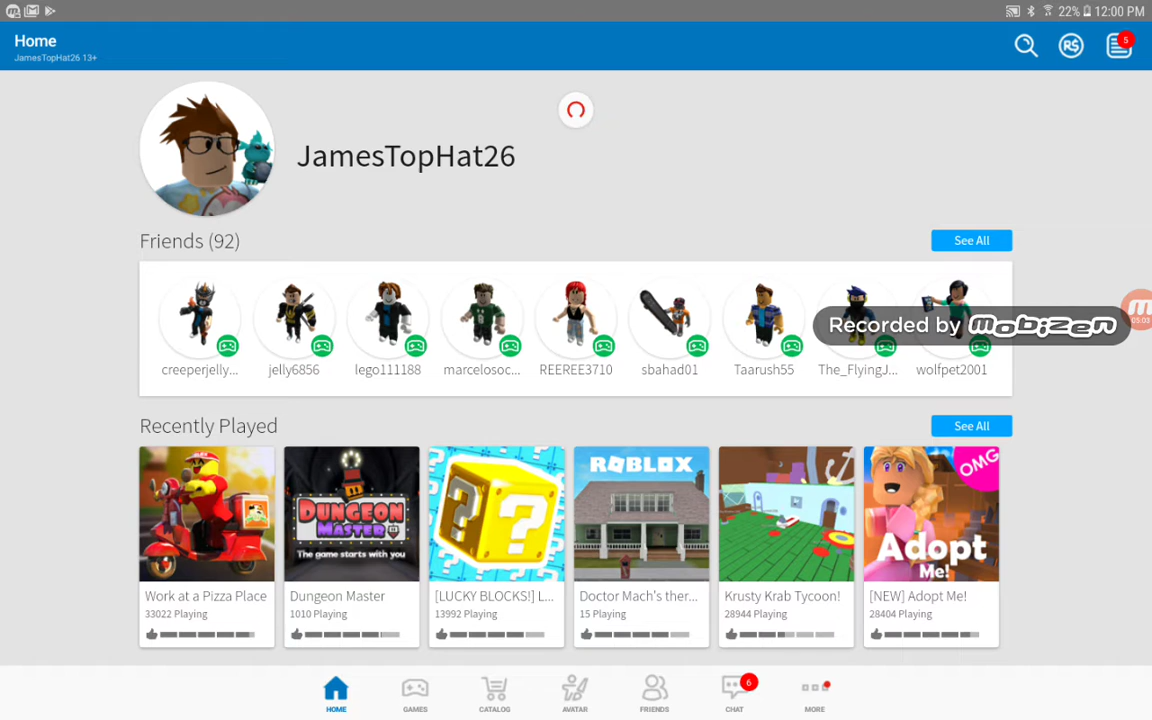 22% 12:00 PM
Home
JamesTopHat26 13+
R$
5
JamesTopHat26
Friends (92)
See All
Recorded by mobizen
05:03
creeperjelly...
jelly6856
lego111188
marcelosoc...
REEREE3710
sbahad01
Taarush55
The_FlyingJ...
wolfpet2001
Recently Played
See All
DUNGEON
MASTER
The game starts with you
ROBLOX
OMG
Adopt
Me!
Work at a Pizza Place
33022 Playing
Dungeon Master
1010 Playing
[LUCKY BLOCKS!] L...
13992 Playing
Doctor Mach's ther...
15 Playing
Krusty Krab Tycoon!
28944 Playing
[NEW] Adopt Me!
28404 Playing
HOME
GAMES
CATALOG
AVATAR
FRIENDS
6
CHAT
MORE